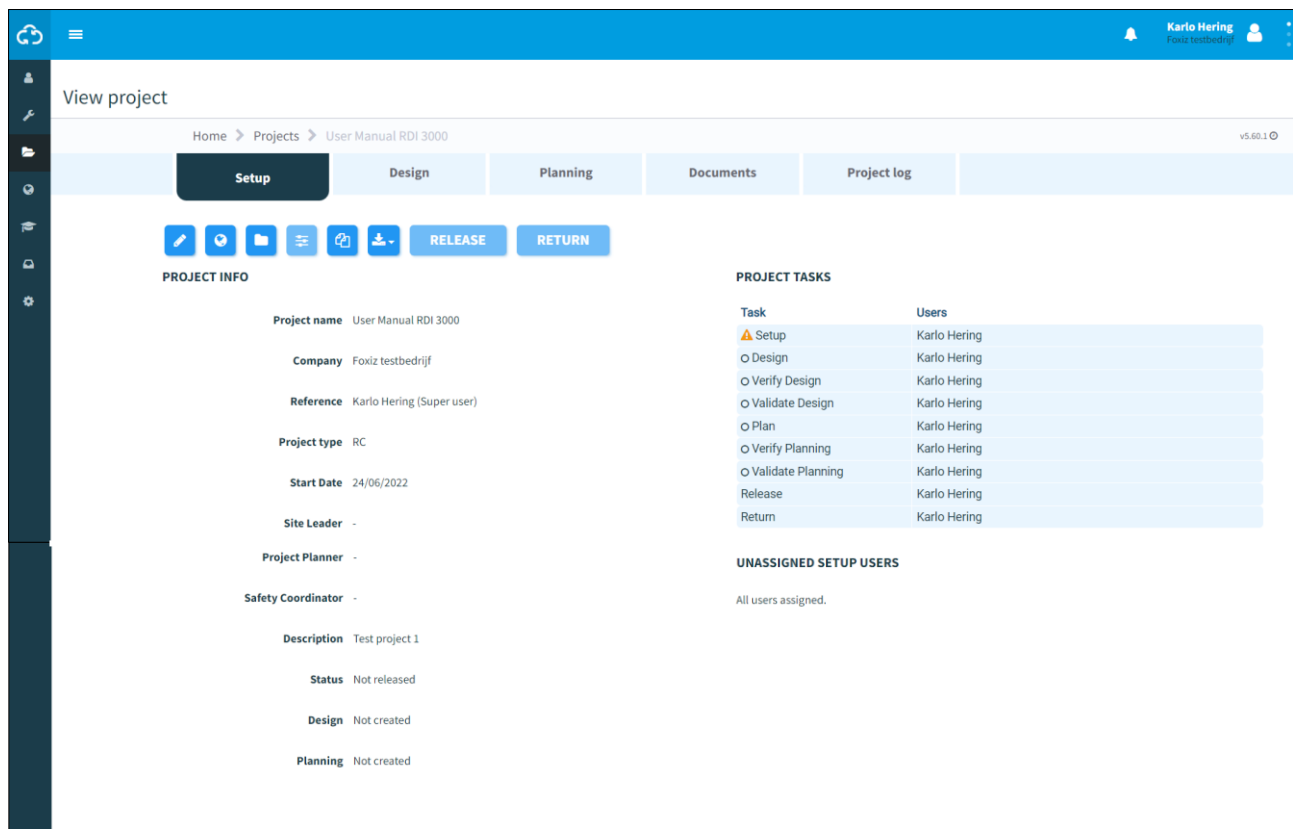 Karlo Hering
Foxiz testbedrijf
View project
Home > Projects > User Manual RDI 3000
v5.60.1
Setup Design Planning Documents Project log
RELEASE RETURN
PROJECT INFO
Project name User Manual RDI 3000
Company Foxiz testbedrijf
Reference Karlo Hering (Super user)
Project type RC
Start Date 24/06/2022
Site Leader -
Project Planner -
Safety Coordinator -
Description Test project 1
Status Not released
Design Not created
Planning Not created
PROJECT TASKS
Task Users
Setup Karlo Hering
Design Karlo Hering
Verify Design Karlo Hering
Validate Design Karlo Hering
Plan Karlo Hering
Verify Planning Karlo Hering
Validate Planning Karlo Hering
Release Karlo Hering
Return Karlo Hering
UNASSIGNED SETUP USERS
All users assigned.